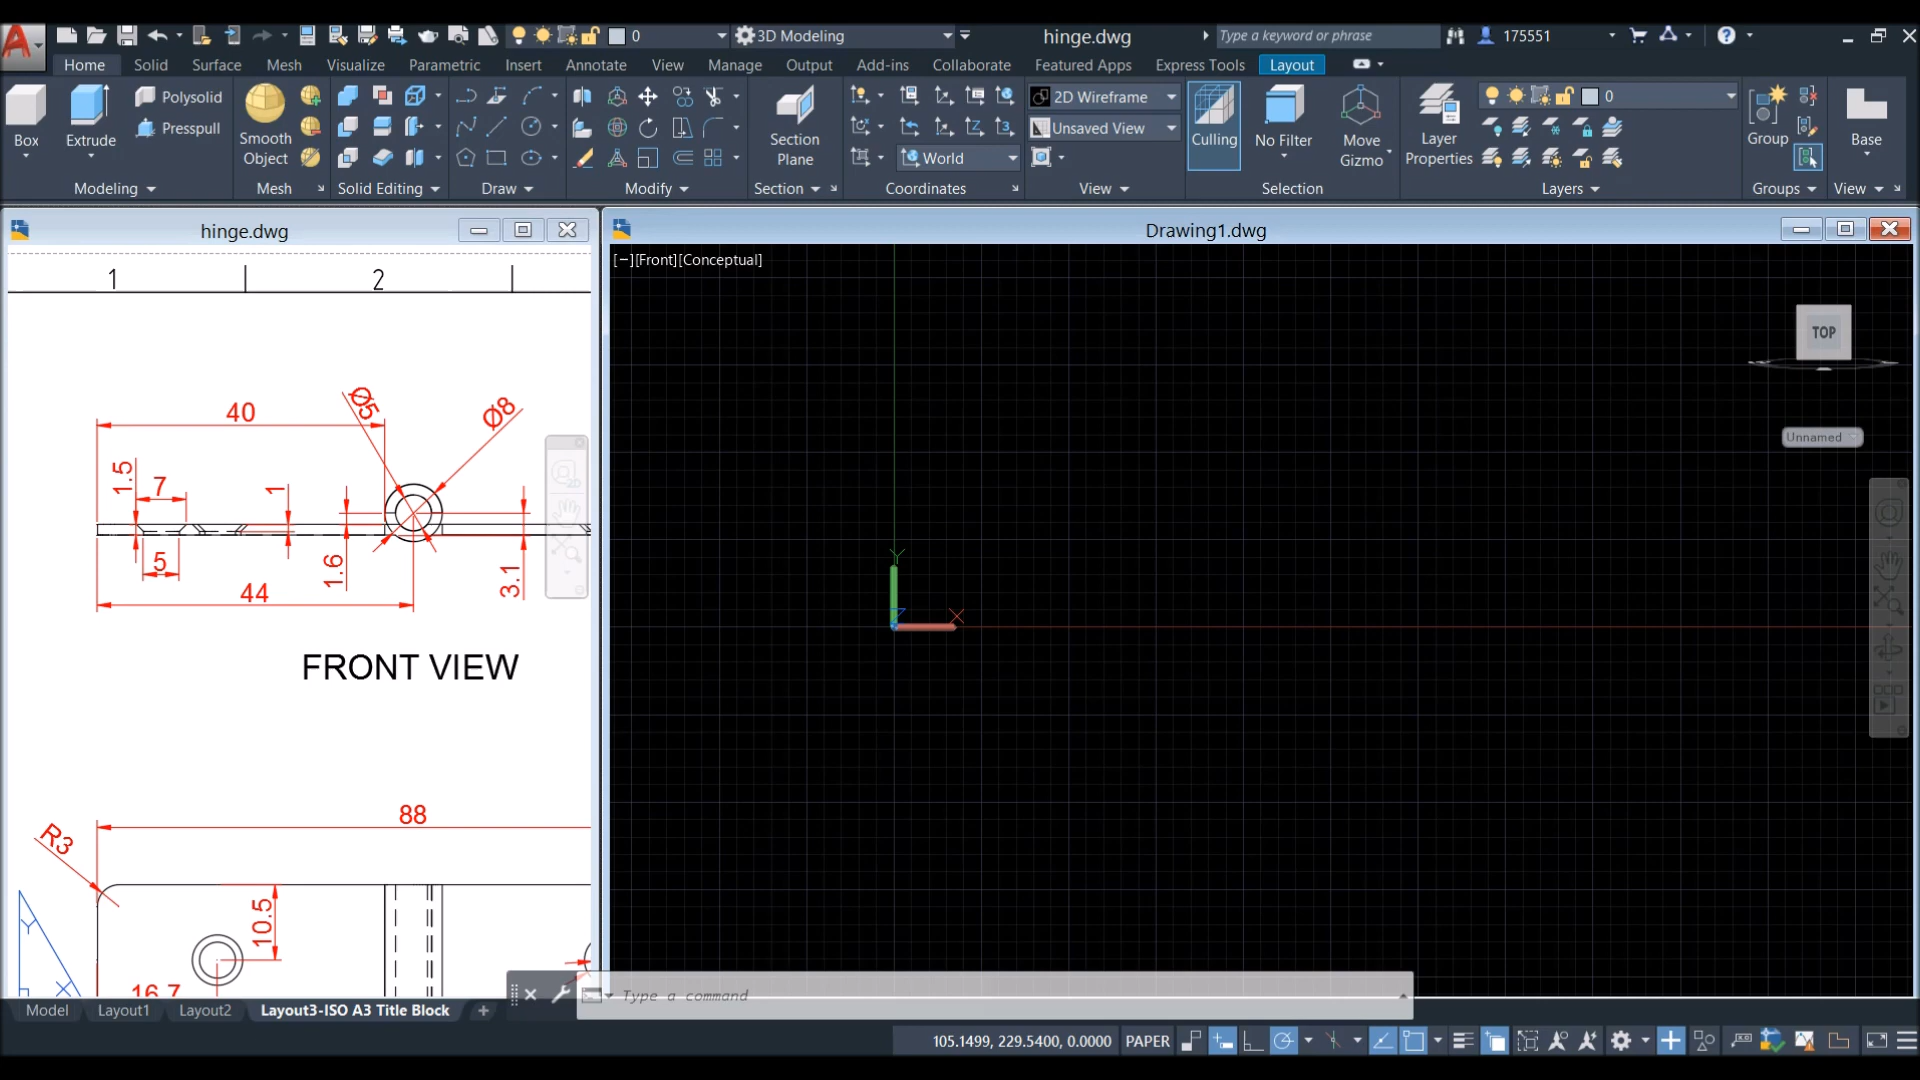 0
3D Modeling
hinge.dwg
Type a keyword or phrase
175551
Home
Solid
Surface
Mesh
Visualize
Parametric
Insert
Annotate
View
Manage
Output
Add-ins
Collaborate
Featured Apps
Express Tools
Layout
Box
Extrude
Polysolid
Presspull
Smooth
Object
Section
Plane
World
2D Wireframe
Unsaved View
Culling
No Filter
Move
Gizmo
Layer
Properties
0
Group
Base
Modeling
Mesh
Solid Editing
Draw
Modify
Section
Coordinates
View
Selection
Layers
Groups
View
hinge.dwg
Drawing1.dwg
[−][Front][Conceptual]
1
2
TOP
Unnamed
40
Ø5
Ø8
1.5
7
1
5
1.6
3.1
44
FRONT VIEW
88
R3
10.5
16.7
Y
X
Y
X
Z
Type a command
Model
Layout1
Layout2
Layout3-ISO A3 Title Block
+
105.1499, 229.5400, 0.0000
PAPER